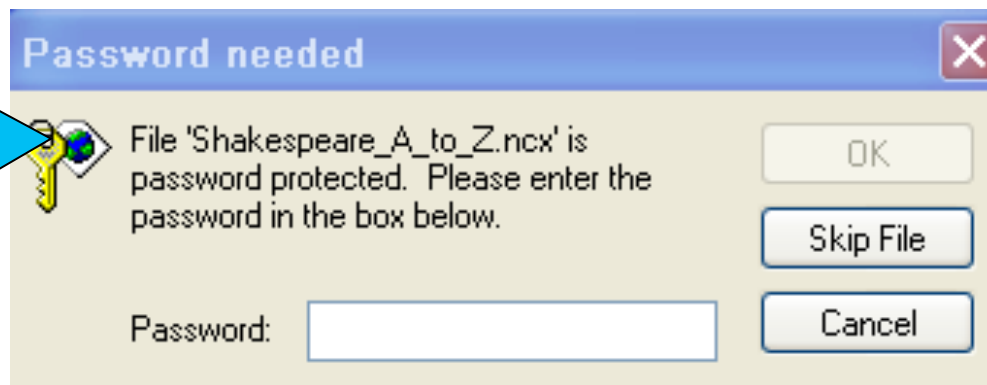 Password needed
File 'Shakespeare_A_to_Z.ncx' is
password protected.  Please enter the
password in the box below.
OK
Skip File
Password:
Cancel